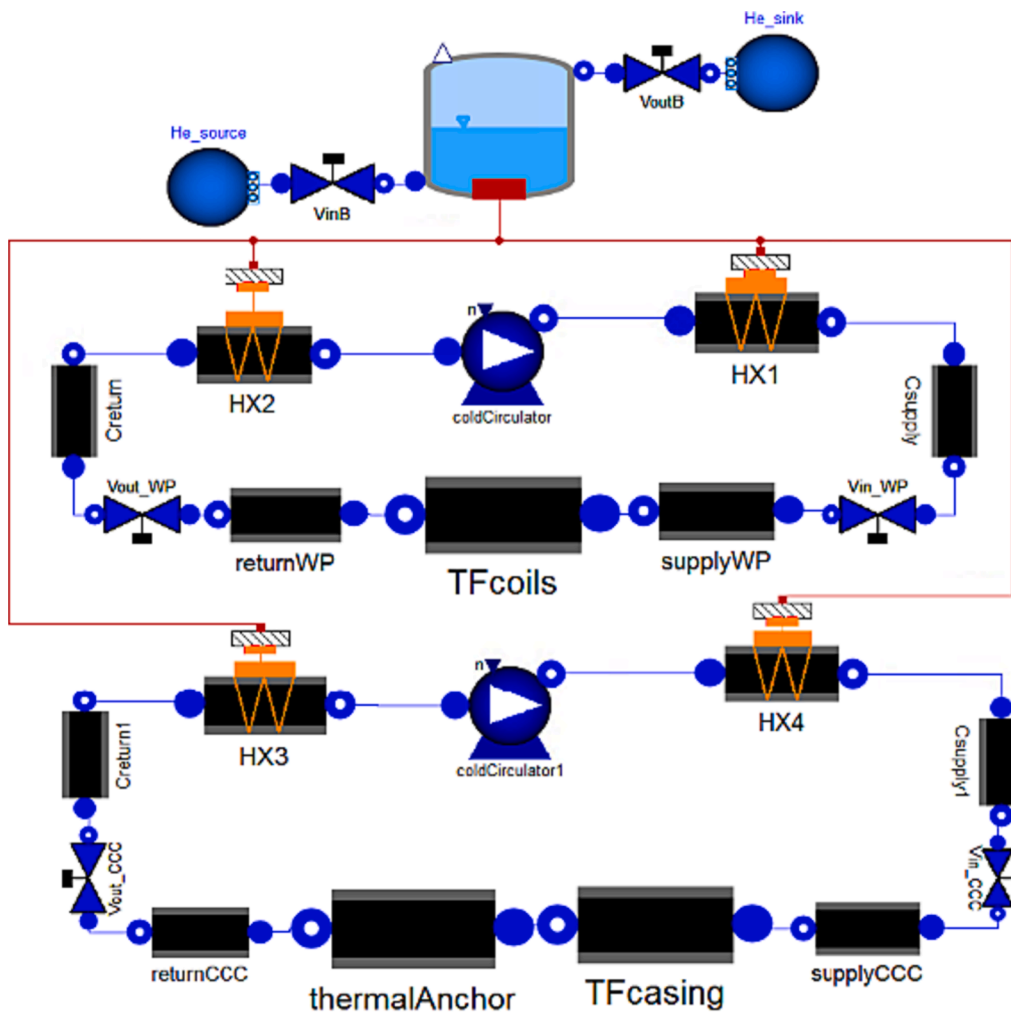 He_sink
VoutB
He_source
VinB
n
HX2
coldCirculator
HX1
Creturn
Csupply
Vout_WP
Vin_WP
returnWP
TFcoils
supplyWP
n
HX3
coldCirculator1
HX4
Creturn1
Csupply1
Vout_CCC
Vin_CCC
returnCCC
thermalAnchor
TFcasing
supplyCCC